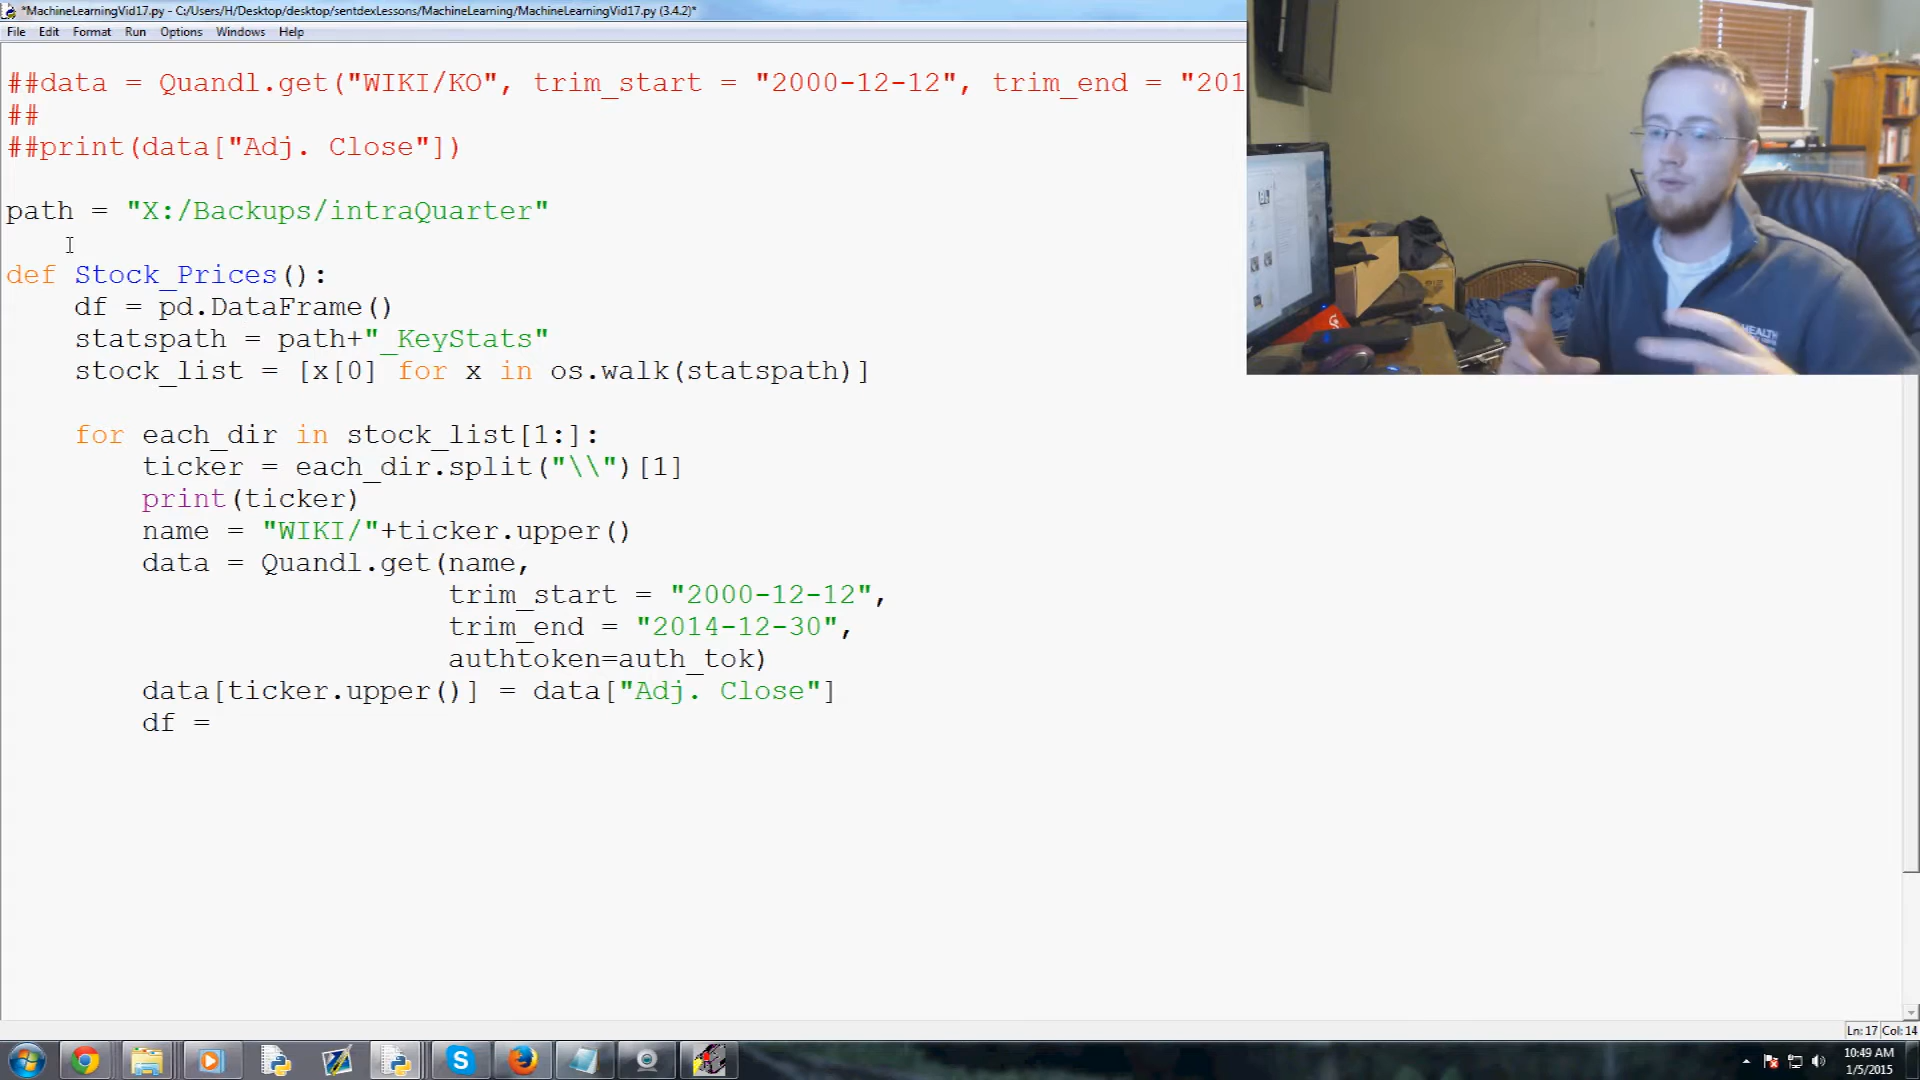 *MachineLearningVid17.py - C:/Users/H/Desktop/desktop/sentdexLessons/MachineLearning/MachineLearningVid17.py (3.4.2)*
File Edit Format Run Options Windows Help
##data = Quandl.get("WIKI/KO", trim_start = "2000-12-12", trim_end = "201
##
##print(data["Adj. Close"])
path = "X:/Backups/intraQuarter"
def Stock_Prices():
    df = pd.DataFrame()
    statspath = path+"_KeyStats"
    stock_list = [x[0] for x in os.walk(statspath)]
    for each_dir in stock_list[1:]:
        ticker = each_dir.split("\\")[1]
        print(ticker)
        name = "WIKI/"+ticker.upper()
        data = Quandl.get(name,
                          trim_start = "2000-12-12",
                          trim_end = "2014-12-30",
                          authtoken=auth_tok)
        data[ticker.upper()] = data["Adj. Close"]
        df =
HEALTH
Ln: 17 Col: 14
10:49 AM
1/5/2015